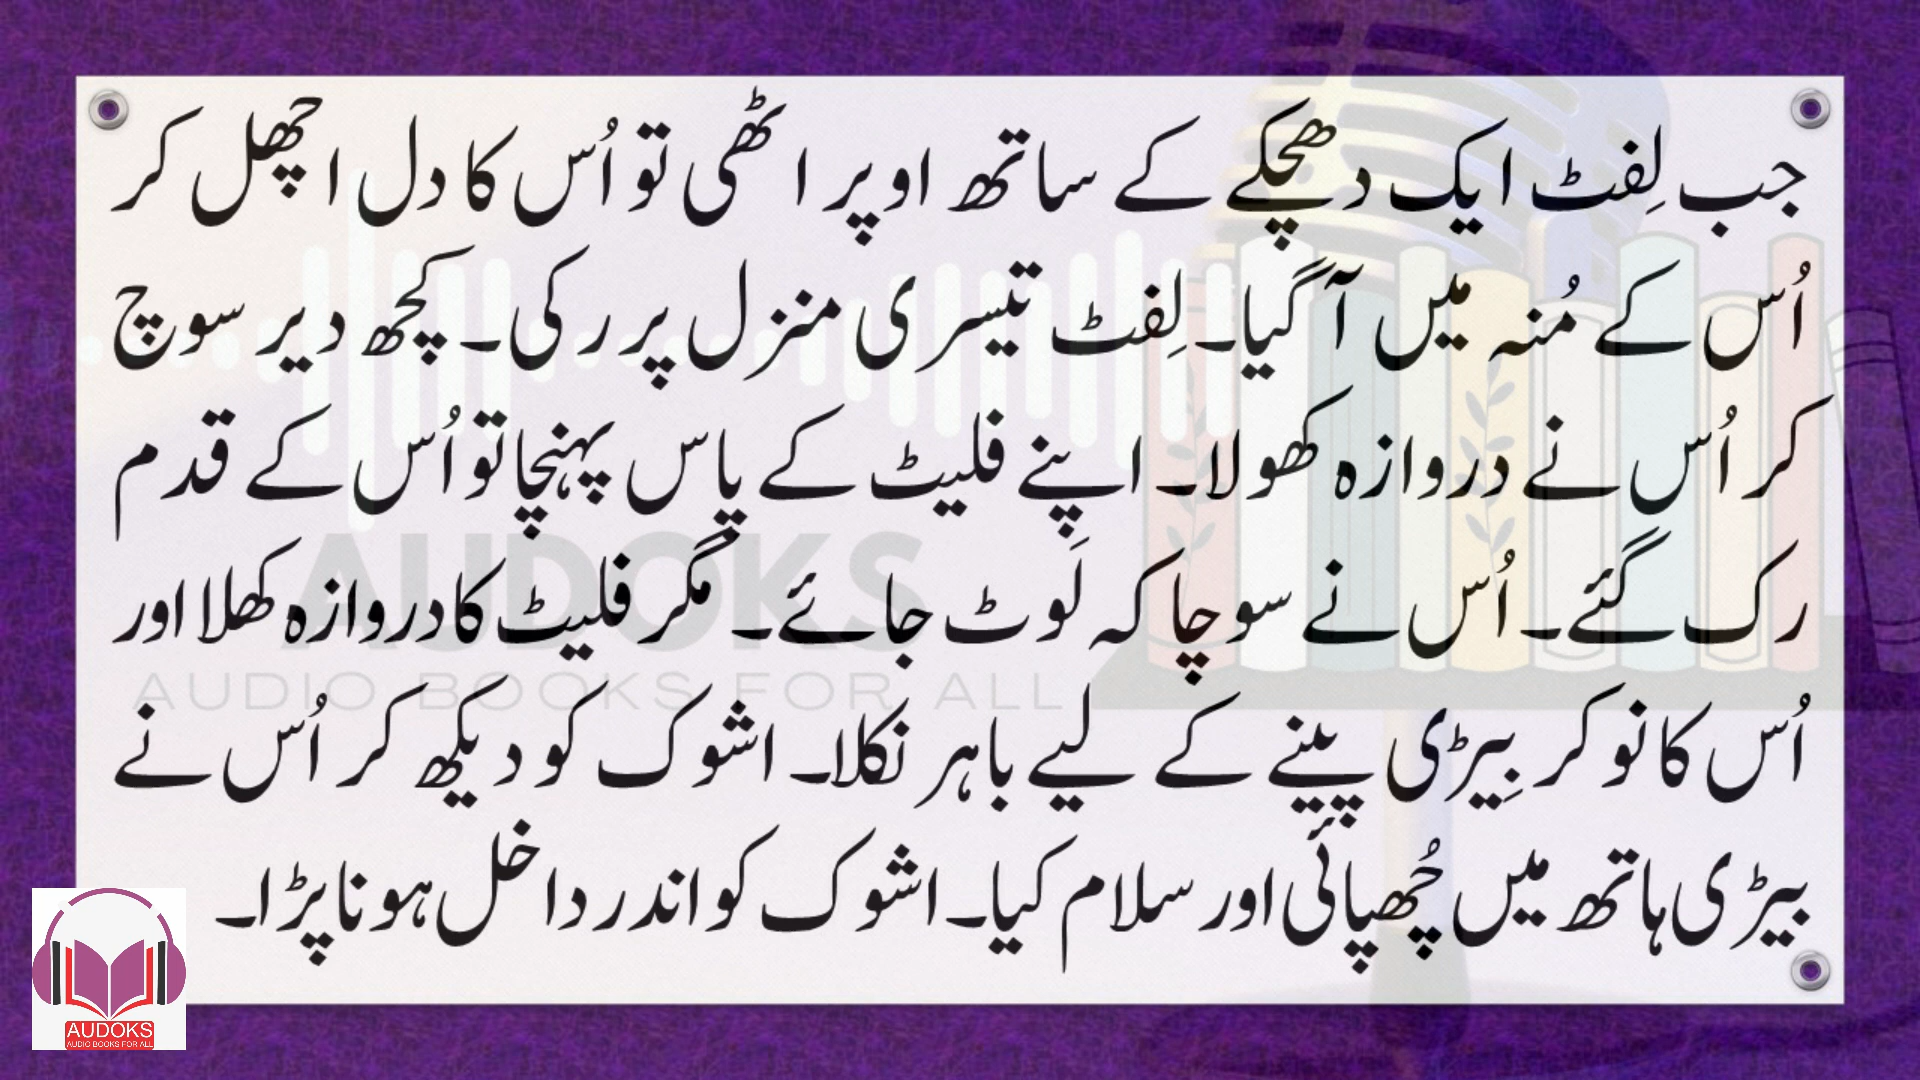 جب لِفٹ ایک دھچکے کے ساتھ اوپر اٹھی تو اُس کا دل اچھل کر
اُس کے مُنہ میں آ گیا۔ لِفٹ تیسری منزل پر رکی۔ کچھ دیر سوچ
کر اُس نے دروازہ کھولا۔ اپنے فلیٹ کے پاس پہنچا تو اُس کے قدم
رک گئے۔ اُس نے سوچا کہ لَوٹ جائے۔ مگر فلیٹ کا دروازہ کھلا اور
اُس کا نوکر بِیڑی پینے کے لیے باہر نکلا۔ اشوک کو دیکھ کر اُس نے
بیڑی ہاتھ میں چُھپائی اور سلام کیا۔ اشوک کو اندر داخل ہونا پڑا۔
AUDOKS
AUDIO BOOKS FOR ALL
AUDOKS
AUDIO BOOKS FOR ALL